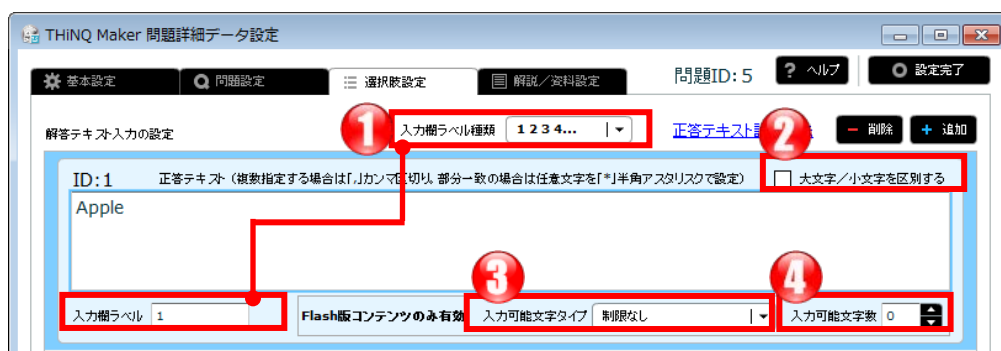 THiNQ Maker 問題詳細データ設定
基本設定 問題設定 選択肢設定 解説／資料設定 問題ID: 5 ? ヘルプ 設定完了
解答テキスト入力の設定 1 入力欄ラベル種類 1 2 3 4... 正答テキスト 2 削除 + 追加
ID:1 正答テキスト（複数指定する場合は「,」カンマ区切り、部分一致の場合は任意文字を「*」半角アスタリスクで設定） 大文字／小文字を区別する
Apple
3 4
入力欄ラベル 1 Flash版コンテンツのみ有効 入力可能文字タイプ 制限なし 入力可能文字数 0